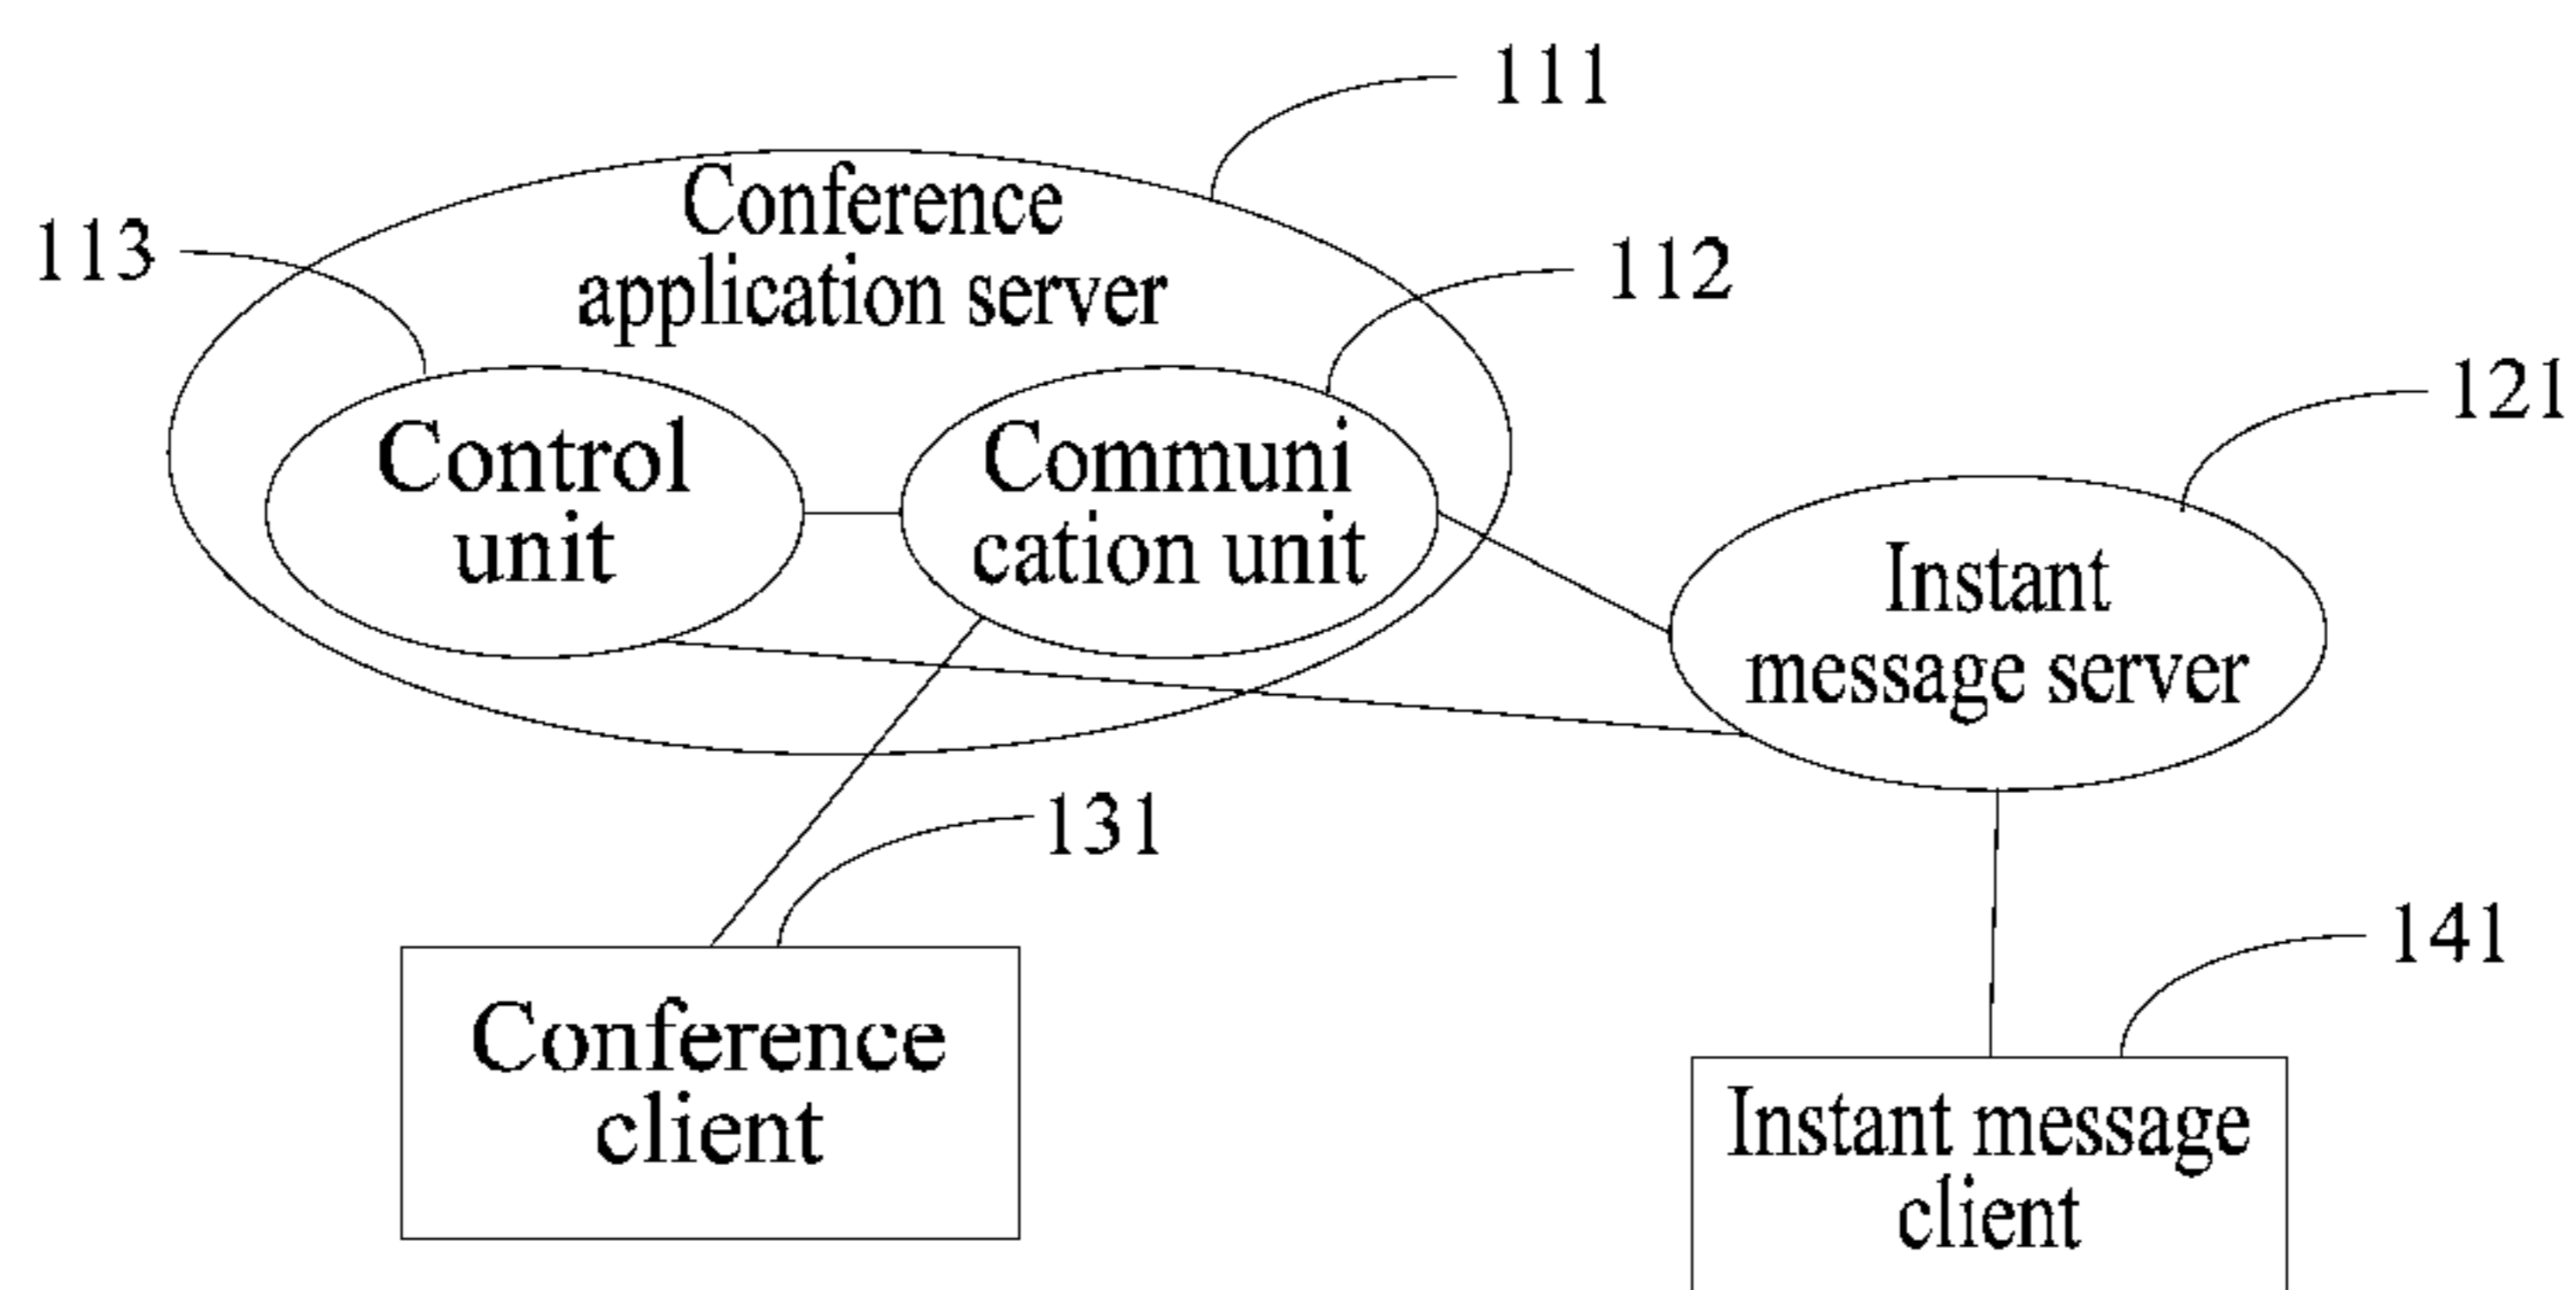 111
Conference
application server
113
112
Control
unit
Communi
cation unit
121
Instant
message server
131
Conference
client
141
Instant message
client